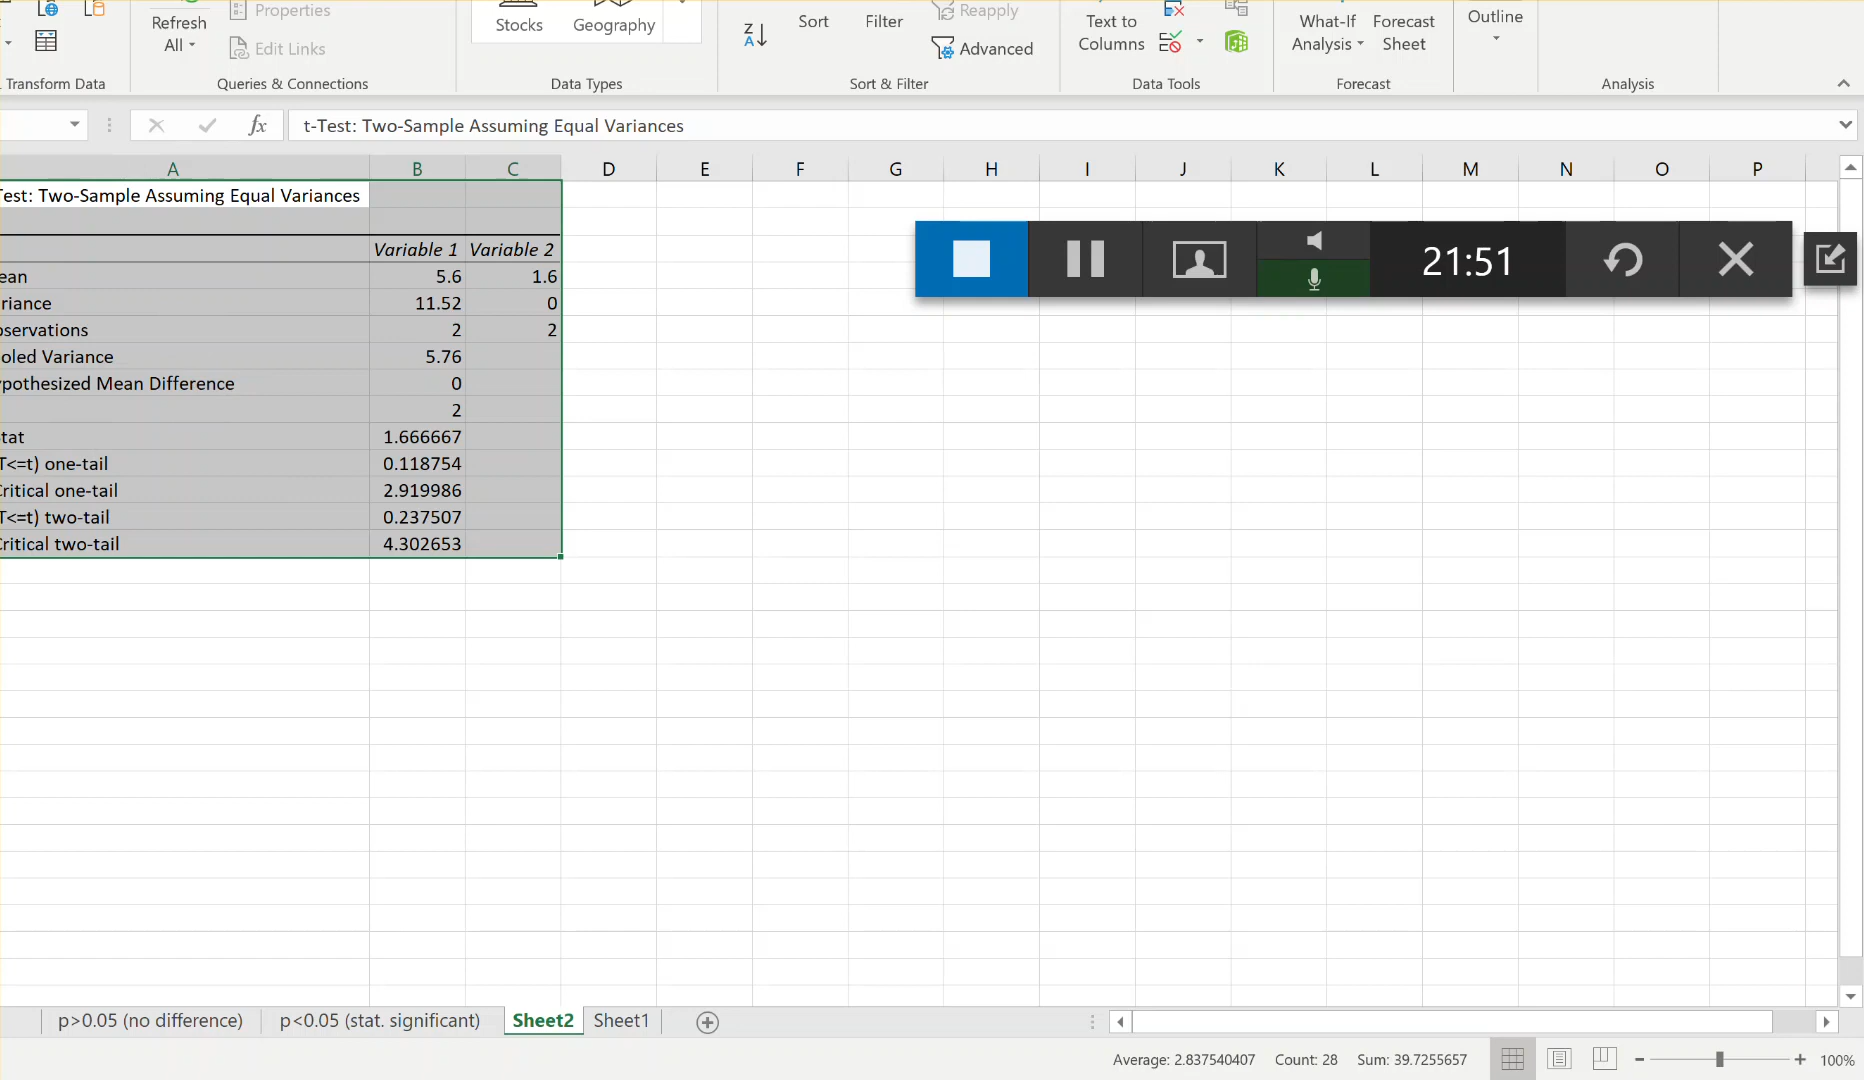 Refresh
All
Properties
Edit Links
Stocks
Geography
Sort
Filter
Reapply
Advanced
Text to
Columns
What-If
Analysis
Forecast
Sheet
Outline
Transform Data
Queries & Connections
Data Types
Sort & Filter
Data Tools
Forecast
Analysis
fx t-Test: Two-Sample Assuming Equal Variances
A B C D E F G H I J K L M N O P
Test: Two-Sample Assuming Equal Variances
Variable 1 Variable 2
ean 5.6 1.6
riance 11.52 0
bservations 2 2
oled Variance 5.76
ypothesized Mean Difference 0
2
tat 1.666667
T<=t) one-tail 0.118754
Critical one-tail 2.919986
T<=t) two-tail 0.237507
Critical two-tail 4.302653
21:51
p>0.05 (no difference) p<0.05 (stat. significant) Sheet2 Sheet1
Average: 2.837540407 Count: 28 Sum: 39.7255657 100%